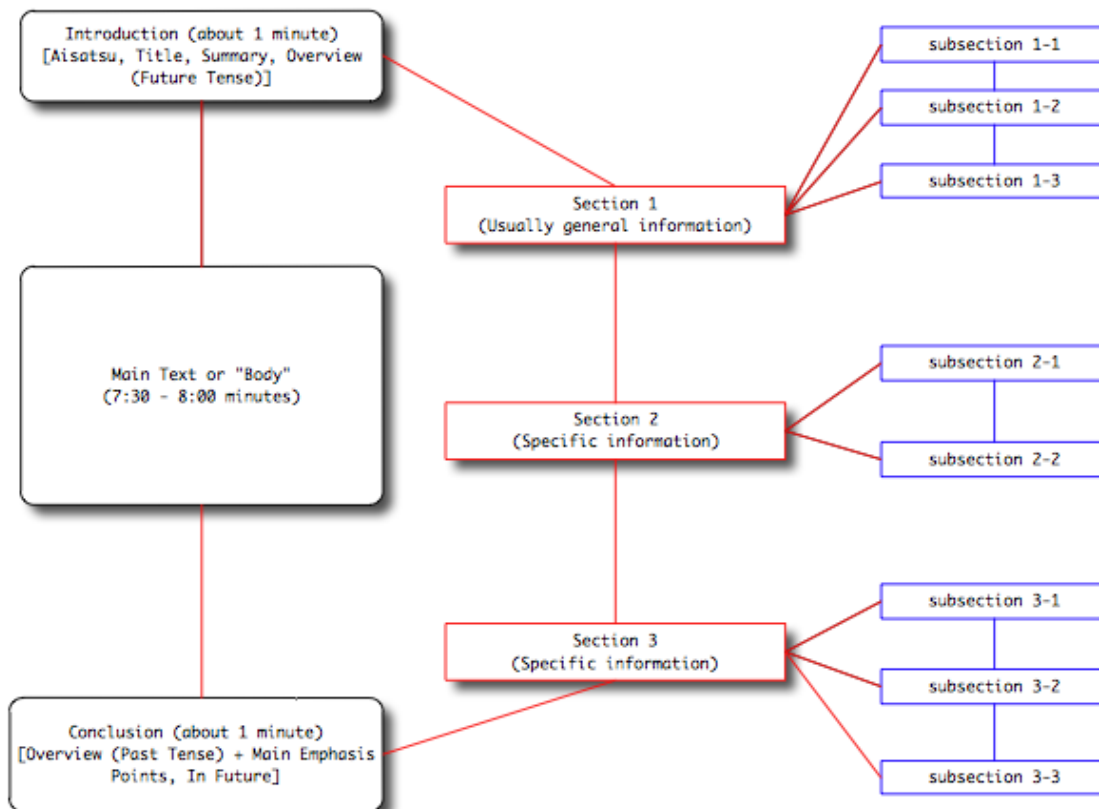 Introduction (about 1 minute)
[Aisatsu, Title, Summary, Overview
(Future Tense)]
Main Text or "Body"
(7:30 - 8:00 minutes)
Conclusion (about 1 minute)
[Overview (Past Tense) + Main Emphasis
Points, In Future]
Section 1
(Usually general information)
Section 2
(Specific information)
Section 3
(Specific information)
subsection 1-1
subsection 1-2
subsection 1-3
subsection 2-1
subsection 2-2
subsection 3-1
subsection 3-2
subsection 3-3